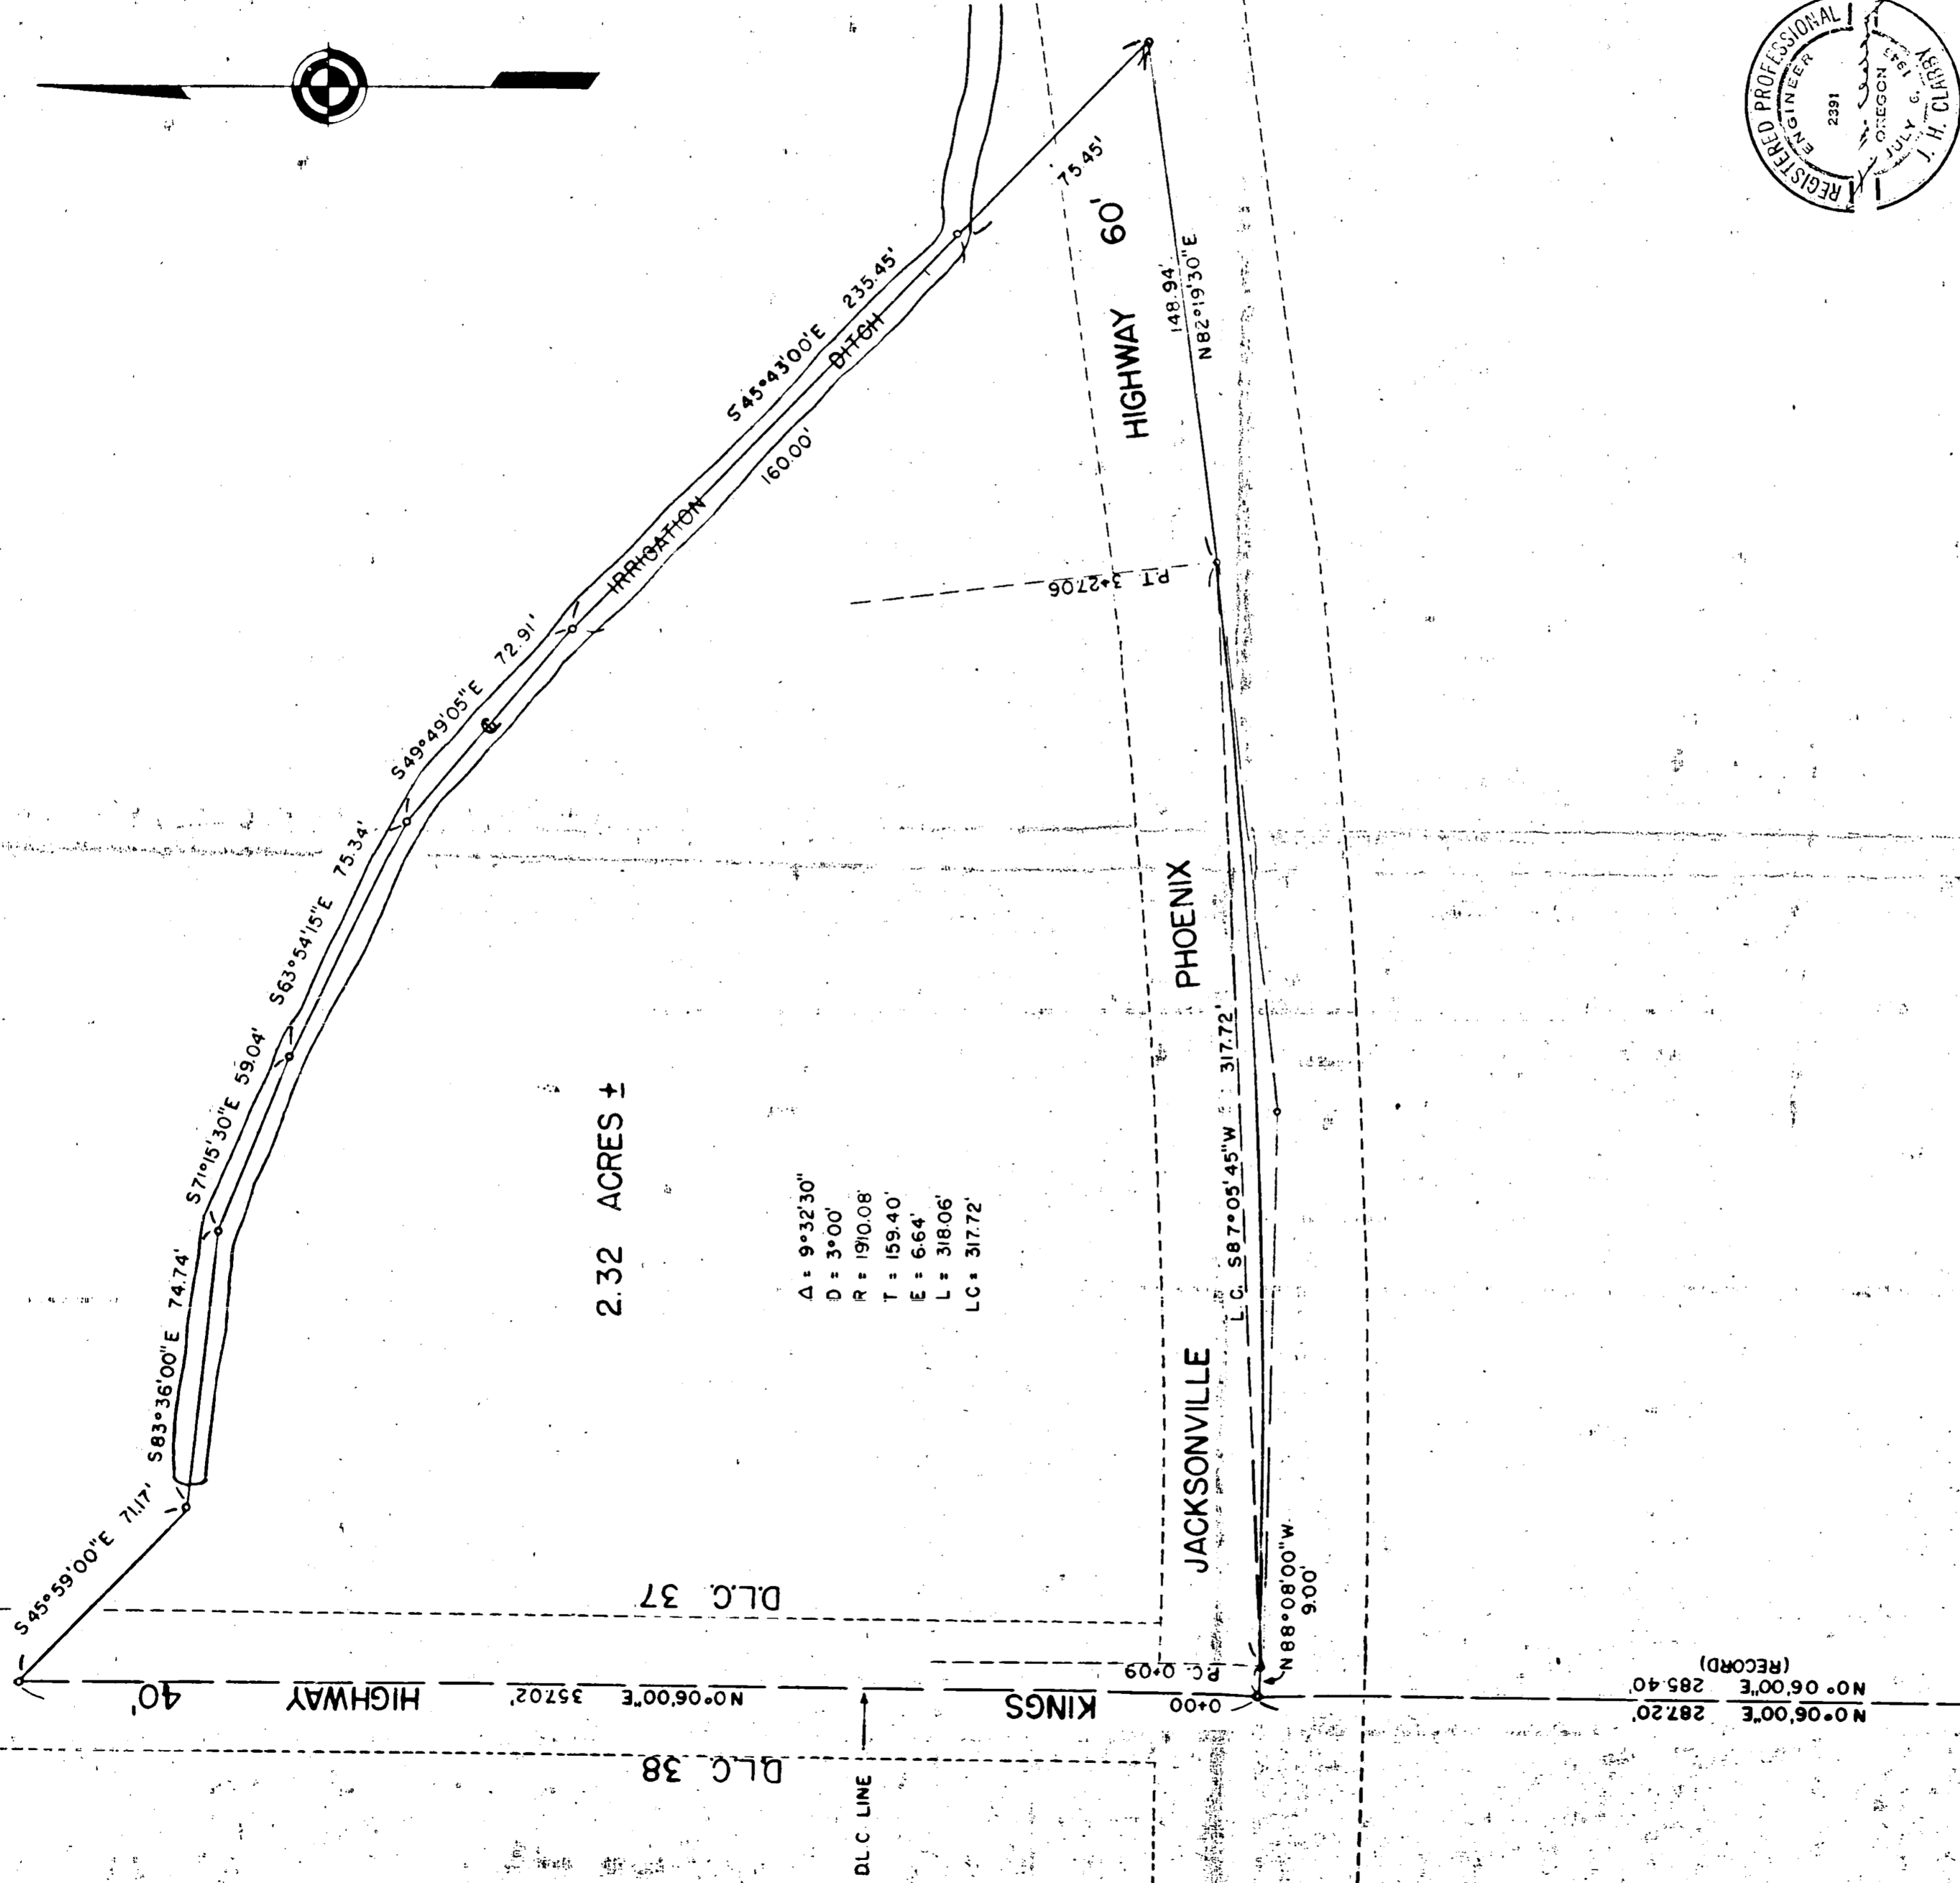 REGISTERED PROFESSIONAL
ENGINEER
2391
OREGON
JULY 6, 194
J. H. CLARBY
S45°59'00"E 71.17'
S83°36'00"E 74.74'
S71°15'30"E 59.04'
S63°54'15"E 75.34'
S49°49'05"E 72.91'
S45°43'00'E 235.45'
IRRIGATION DITCH
160.00'
75.45'
148.94'
N82°19'30"E
JACKSONVILLE PHOENIX HIGHWAY 60'
P.T. 3+27.06
L.C. S87°05'45"W 317.72'
2.32 ACRES ±
Δ = 9°32'30"
D = 3°00'
R = 1910.08'
T = 159.40'
E = 6.64'
L = 318.06'
LC = 317.72'
N88°08'00"W
9.00'
P.C. 0+09
0+00
D.L.C. 37
KINGS HIGHWAY 40'
N0°06'00"E 357.02'
D.L.C. 38
D.L.C. LINE
N0°06'00"E 287.20'
N0°06'00"E 285.40'
(RECORD)